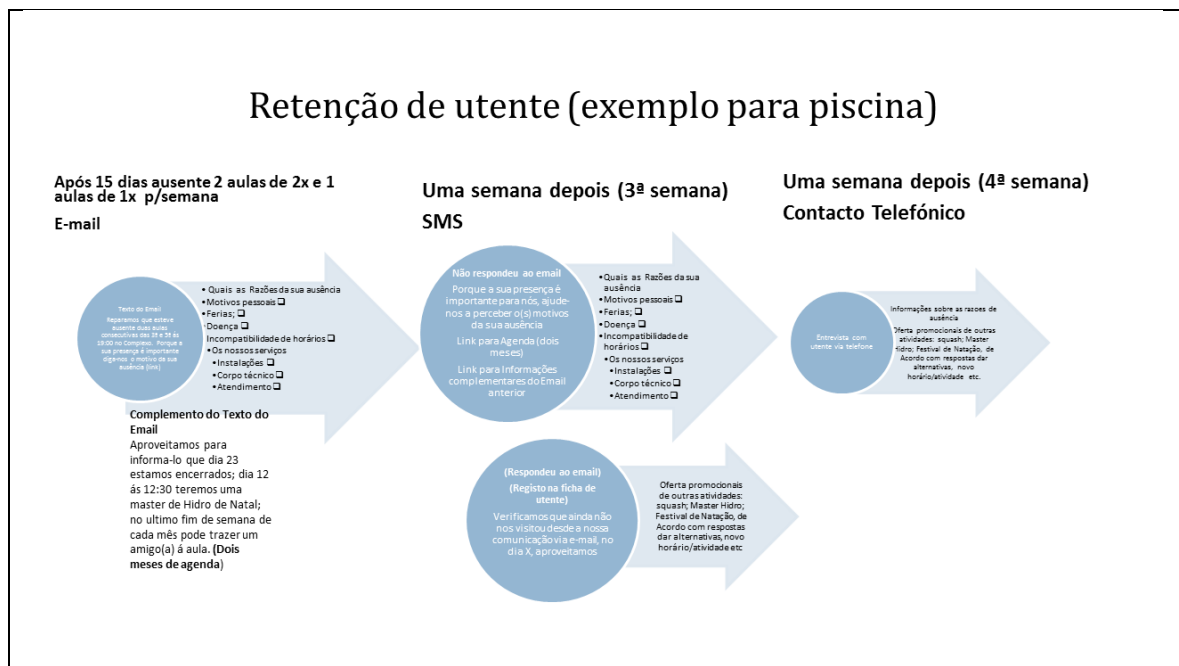 Retenção de utente (exemplo para piscina)
Após 15 dias ausente 2 aulas de 2x e 1
aulas de 1x p/semana
E-mail
Texto do Email
Reparamos que esteve
ausente duas aulas
consecutivas das 3ª e 5ª ás
19:00 no Complexo. Porque a
sua presença é importante
diga-nos o motivo da sua
ausência (link)
• Quais as Razões da sua ausência
• Motivos pessoais ❑
• Ferias; ❑
• Doença ❑
Incompatibilidade de horários ❑
• Os nossos serviços
• Instalações ❑
• Corpo técnico ❑
• Atendimento ❑
Complemento do Texto do
Email
Aproveitamos para
informa-lo que dia 23
estamos encerrados; dia 12
ás 12:30 teremos uma
master de Hidro de Natal;
no ultimo fim de semana de
cada mês pode trazer um
amigo(a) á aula. (Dois
meses de agenda)
Uma semana depois (3ª semana)
SMS
Não respondeu ao email
Porque a sua presença é
importante para nós, ajude-
nos a perceber o(s) motivos
da sua ausência
Link para Agenda (dois
meses)
Link para Informações
complementares do Email
anterior
• Quais as Razões da sua
ausência
• Motivos pessoais ❑
• Ferias; ❑
• Doença ❑
• Incompatibilidade de
horários ❑
• Os nossos serviços
• Instalações ❑
• Corpo técnico ❑
• Atendimento ❑
(Respondeu ao email)
(Registo na ficha de
utente)
Verificamos que ainda não
nos visitou desde a nossa
comunicação via e-mail, no
dia X, aproveitamos
Oferta promocionais
de outras atividades:
squash; Master Hidro;
Festival de Natação, de
Acordo com respostas
dar alternativas, novo
horário/atividade etc
Uma semana depois (4ª semana)
Contacto Telefónico
Entrevista com
utente via telefone
Informações sobre as razoes de
ausência
Oferta promocionais de outras
atividades: squash; Master
Hidro; Festival de Natação, de
Acordo com respostas dar
alternativas, novo
horário/atividade etc.